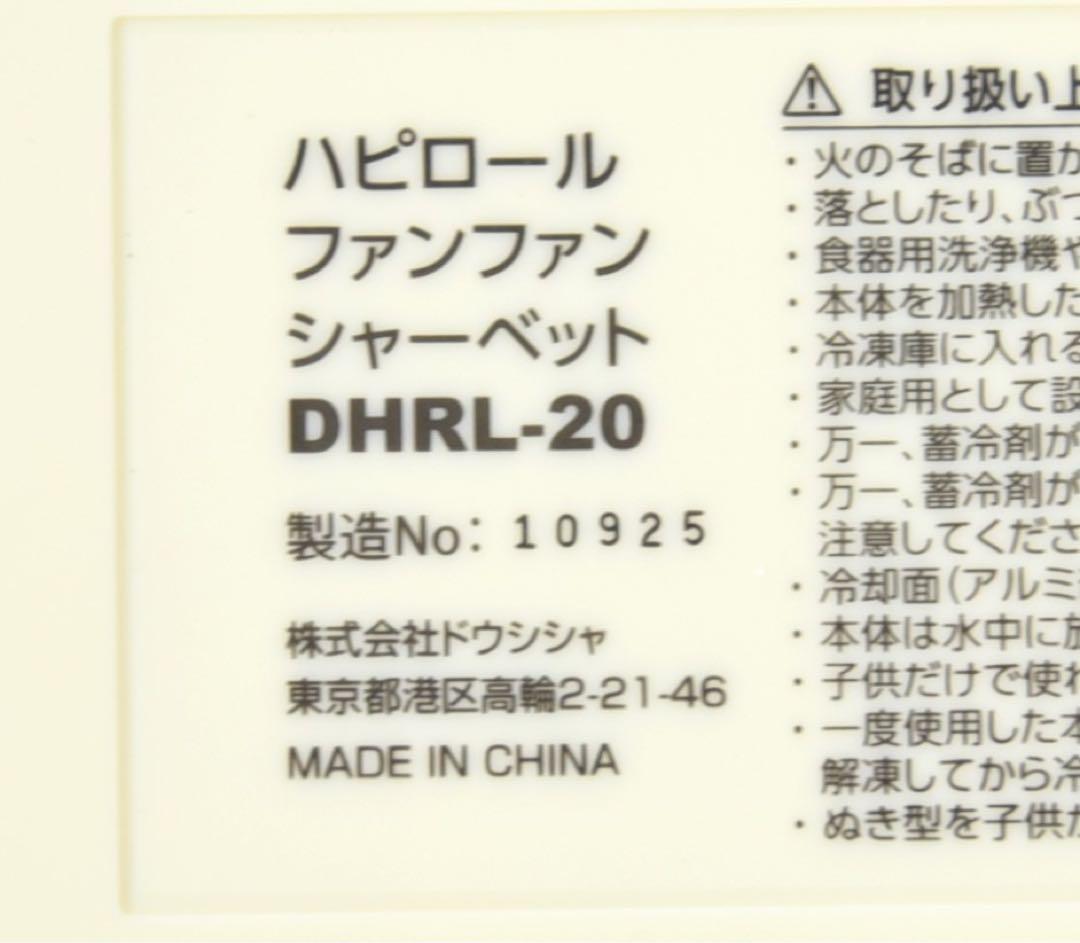 ハピロール
ファンファン
シャーベット
DHRL-20
製造No: 10925
株式会社ドウシシャ
東京都港区高輪2-21-46
MADE IN CHINA
⚠ 取り扱い上
・火のそばに置か
・落としたり、ぶつ
・食器用洗浄機や
・本体を加熱した
・冷凍庫に入れる
・家庭用として設
・万一、蓄冷剤が
・万一、蓄冷剤が
注意してくださ
・冷却面(アルミ
・本体は水中に放
・子供だけで使わ
・一度使用した本
解凍してから冷
・ぬき型を子供が